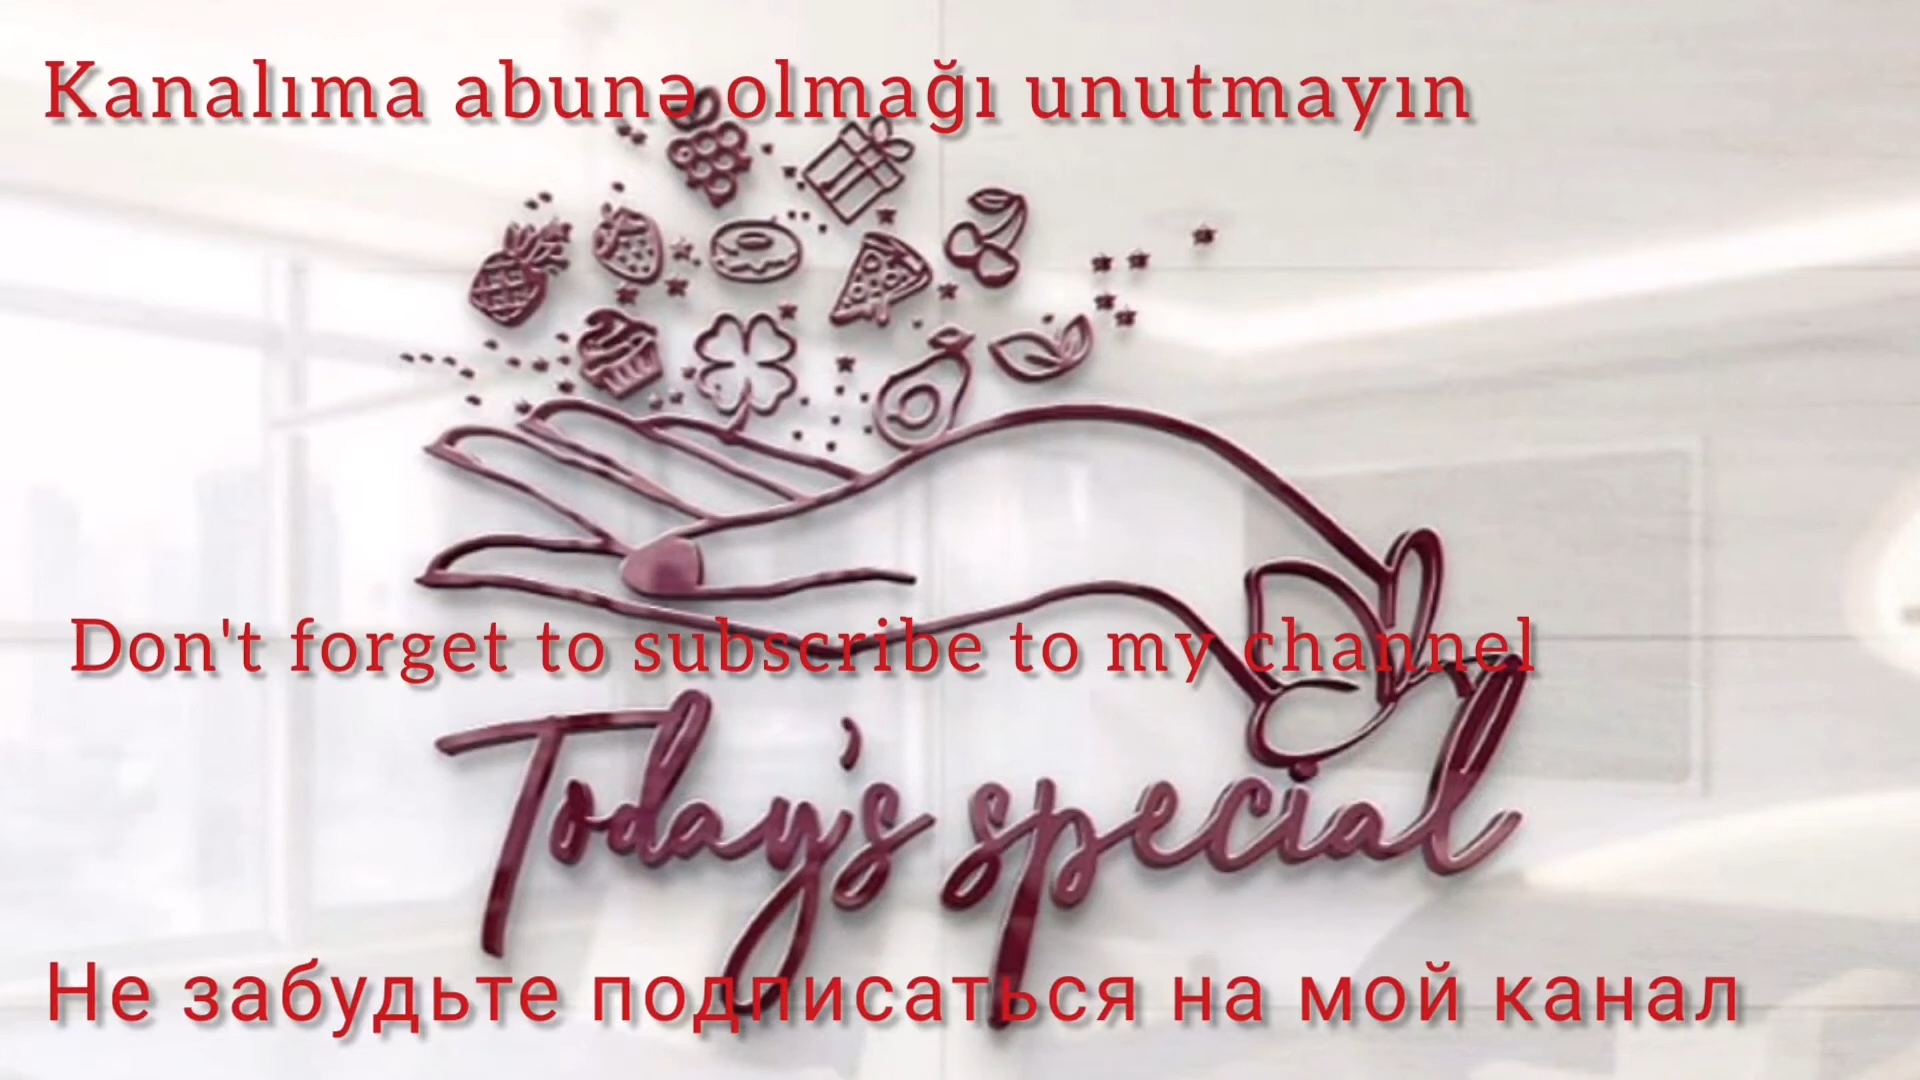 Kanalıma abunə olmağı unutmayın
Don't forget to subscribe to my channel
Today's special
Не забудьте подписаться на мой канал